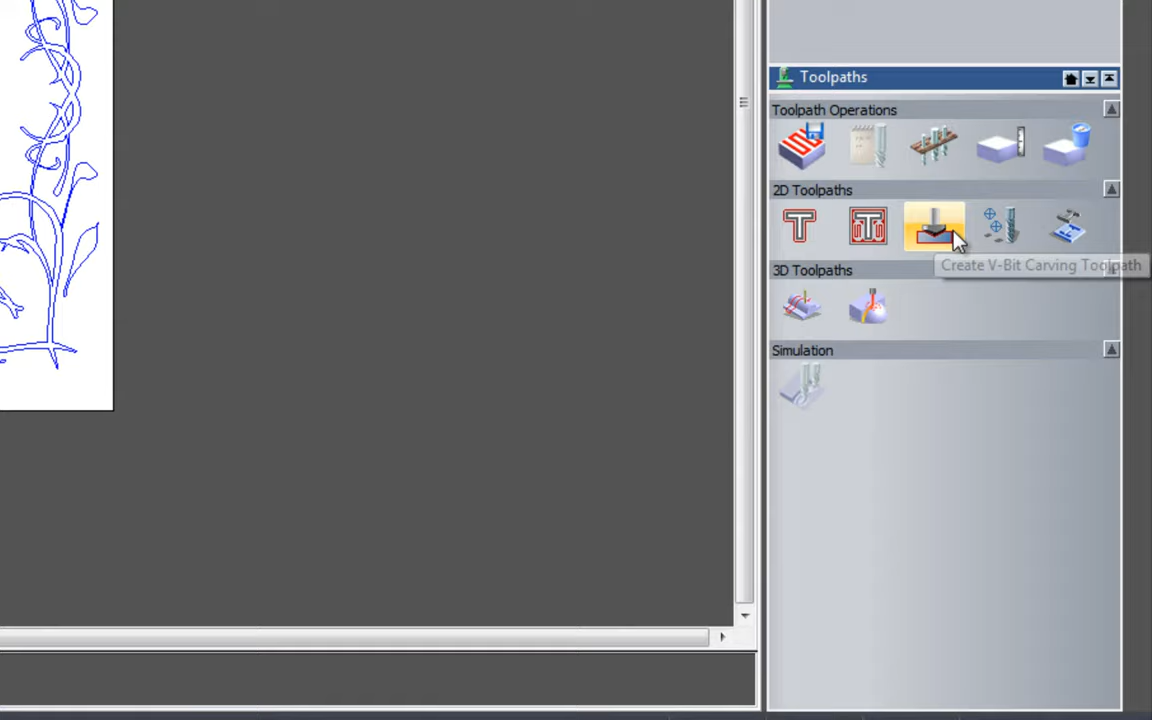 Toolpaths
Toolpath Operations
2D Toolpaths
Create V-Bit Carving Toolpath
3D Toolpaths
Simulation